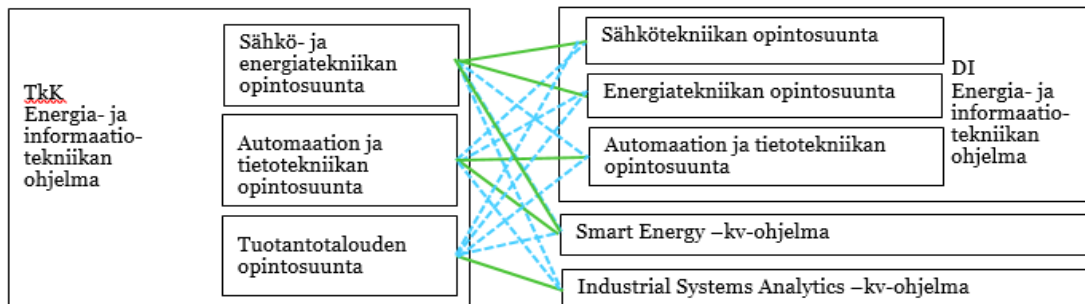 TkK
Energia- ja
informaatio-
tekniikan
ohjelma
Sähkö- ja
energiatekniikan
opintosuunta
Automaation ja
tietotekniikan
opintosuunta
Tuotantotalouden
opintosuunta
Sähkötekniikan opintosuunta
Energiatekniikan opintosuunta
Automaation ja tietotekniikan
opintosuunta
DI
Energia- ja
informaatio-
tekniikan
ohjelma
Smart Energy –kv-ohjelma
Industrial Systems Analytics –kv-ohjelma